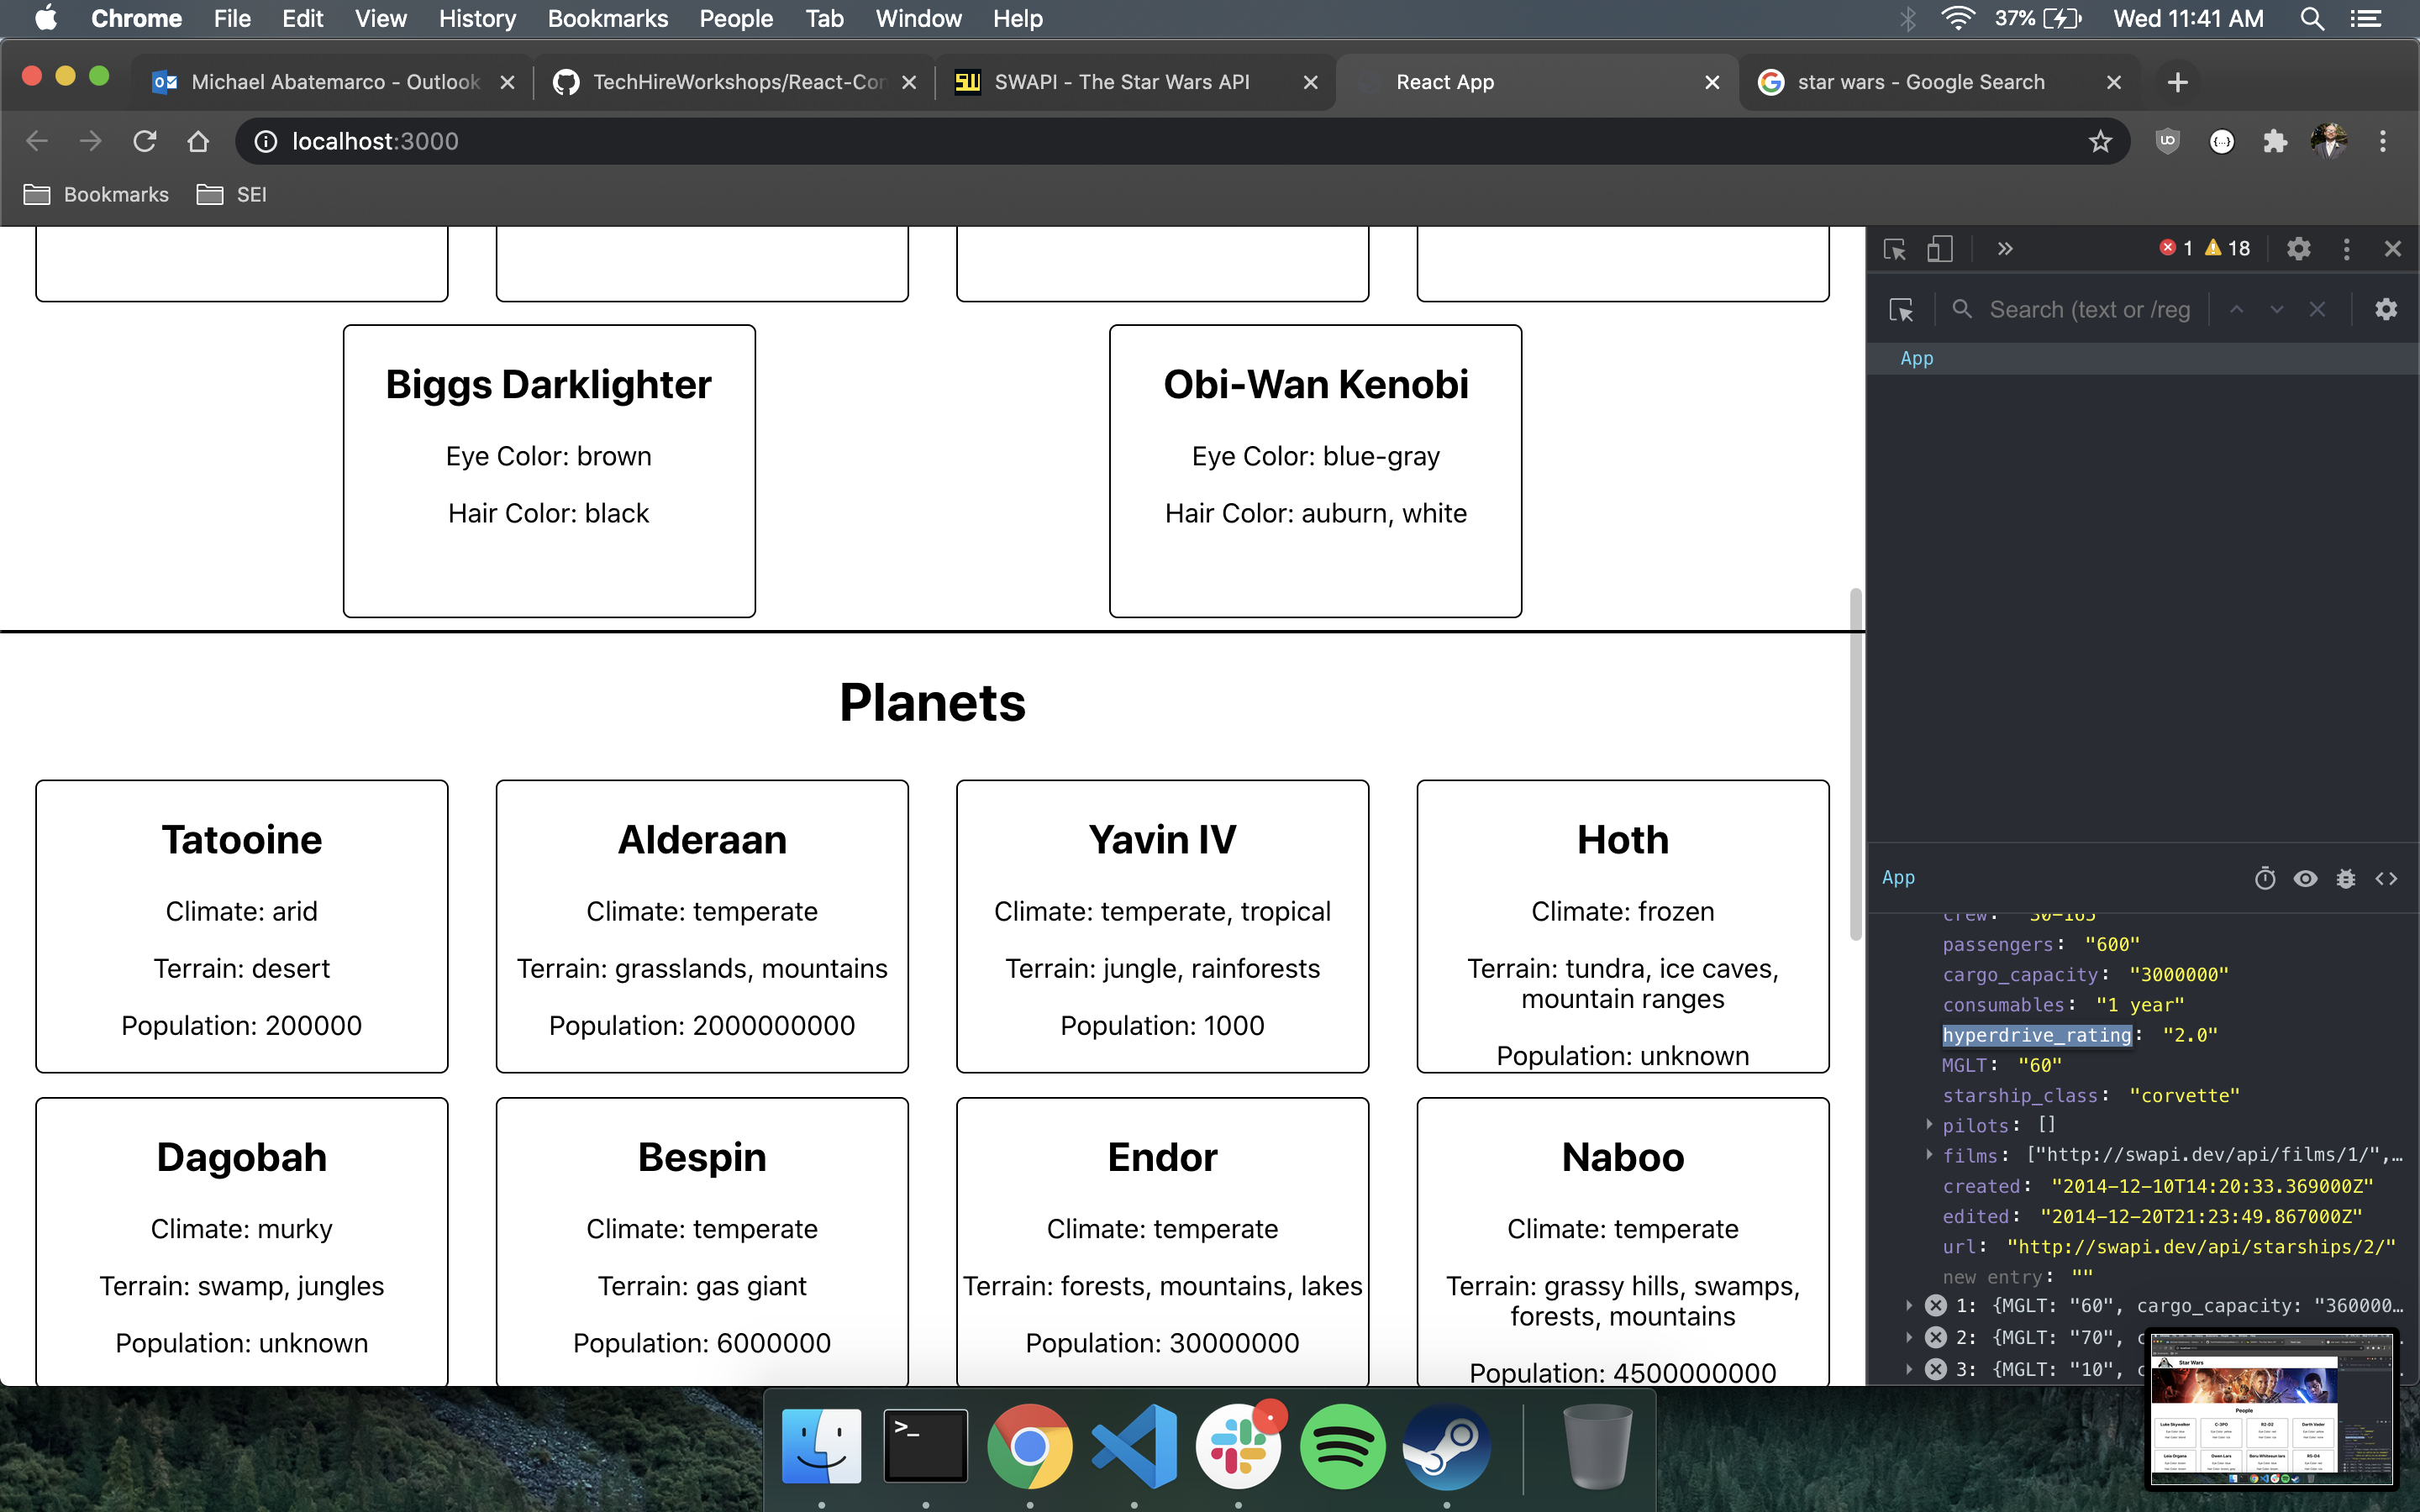 Chrome File Edit View History Bookmarks People Tab Window Help 37% Wed 11:41 AM
Michael Abatemarco - Outlook TechHireWorkshops/React-Cor SWAPI - The Star Wars API React App star wars - Google Search
localhost:3000
Bookmarks SEI
1 18
Search (text or /reg
App
Biggs Darklighter
Eye Color: brown
Hair Color: black
Obi-Wan Kenobi
Eye Color: blue-gray
Hair Color: auburn, white
Planets
Tatooine
Climate: arid
Terrain: desert
Population: 200000
Alderaan
Climate: temperate
Terrain: grasslands, mountains
Population: 2000000000
Yavin IV
Climate: temperate, tropical
Terrain: jungle, rainforests
Population: 1000
Hoth
Climate: frozen
Terrain: tundra, ice caves,
mountain ranges
Population: unknown
Dagobah
Climate: murky
Terrain: swamp, jungles
Population: unknown
Bespin
Climate: temperate
Terrain: gas giant
Population: 6000000
Endor
Climate: temperate
Terrain: forests, mountains, lakes
Population: 30000000
Naboo
Climate: temperate
Terrain: grassy hills, swamps,
forests, mountains
Population: 4500000000
App
crew: "30-165"
passengers: "600"
cargo_capacity: "3000000"
consumables: "1 year"
hyperdrive_rating: "2.0"
MGLT: "60"
starship_class: "corvette"
pilots: []
films: ["http://swapi.dev/api/films/1/",…
created: "2014-12-10T14:20:33.369000Z"
edited: "2014-12-20T21:23:49.867000Z"
url: "http://swapi.dev/api/starships/2/"
new entry: ""
1: {MGLT: "60", cargo_capacity: "360000…
2: {MGLT: "70", c
3: {MGLT: "10", c
Star Wars
People